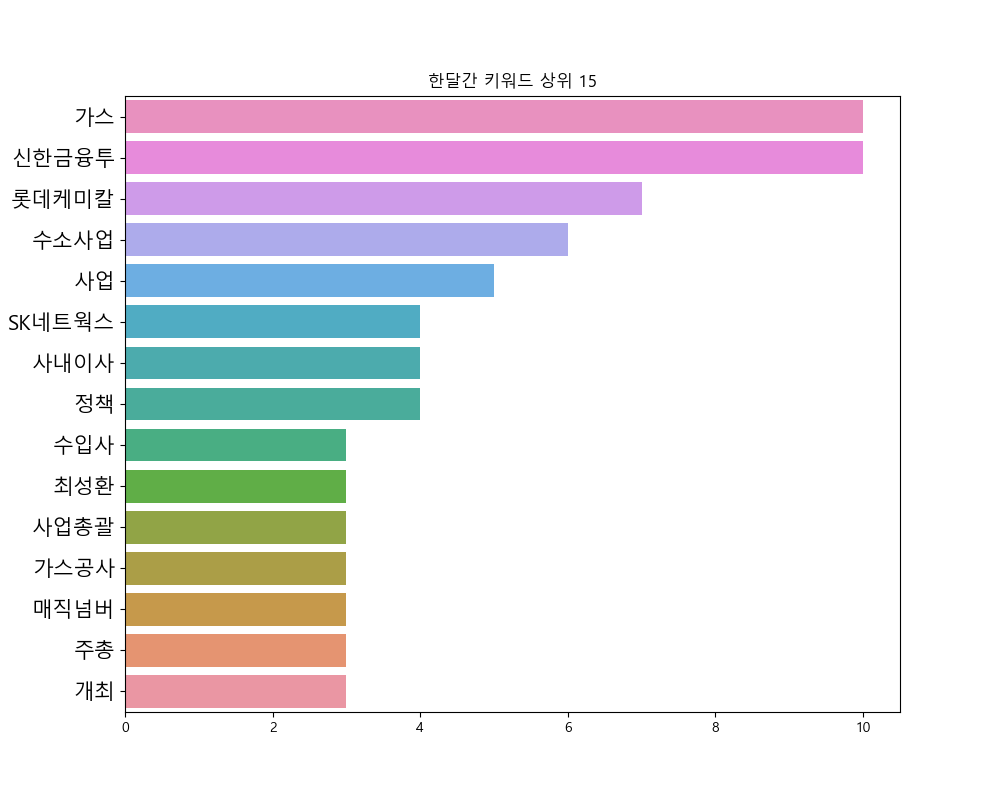 한달간 키워드 상위 15
가스
신한금융투
롯데케미칼
수소사업
사업
SK네트웍스
사내이사
정책
수입사
최성환
사업총괄
가스공사
매직넘버
주총
개최
0 2 4 6 8 10